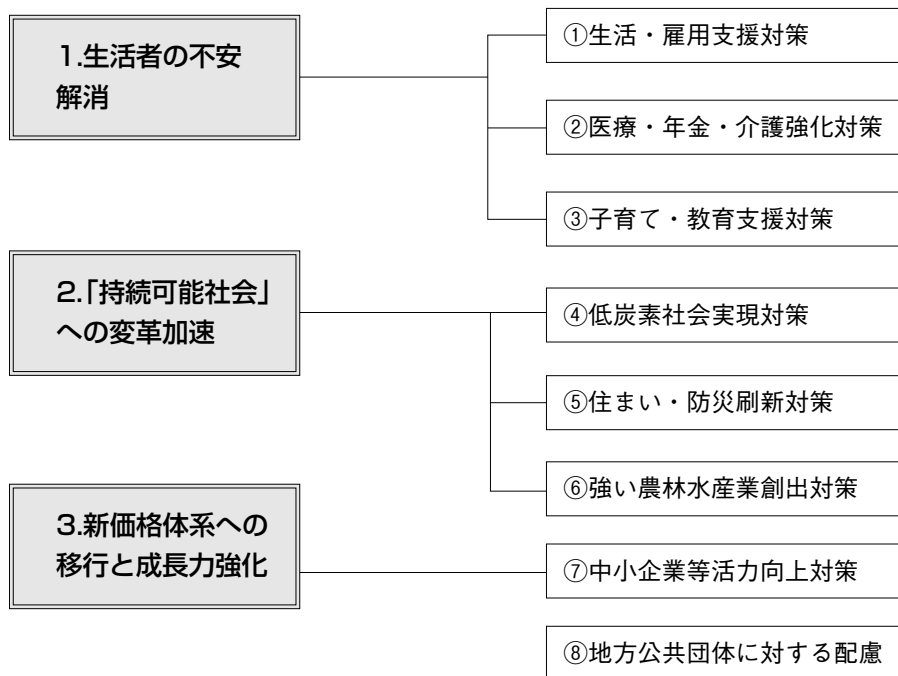 1.生活者の不安
解消
①生活・雇用支援対策
②医療・年金・介護強化対策
③子育て・教育支援対策
2.「持続可能社会」
への変革加速
④低炭素社会実現対策
⑤住まい・防災刷新対策
⑥強い農林水産業創出対策
3.新価格体系への
移行と成長力強化
⑦中小企業等活力向上対策
⑧地方公共団体に対する配慮